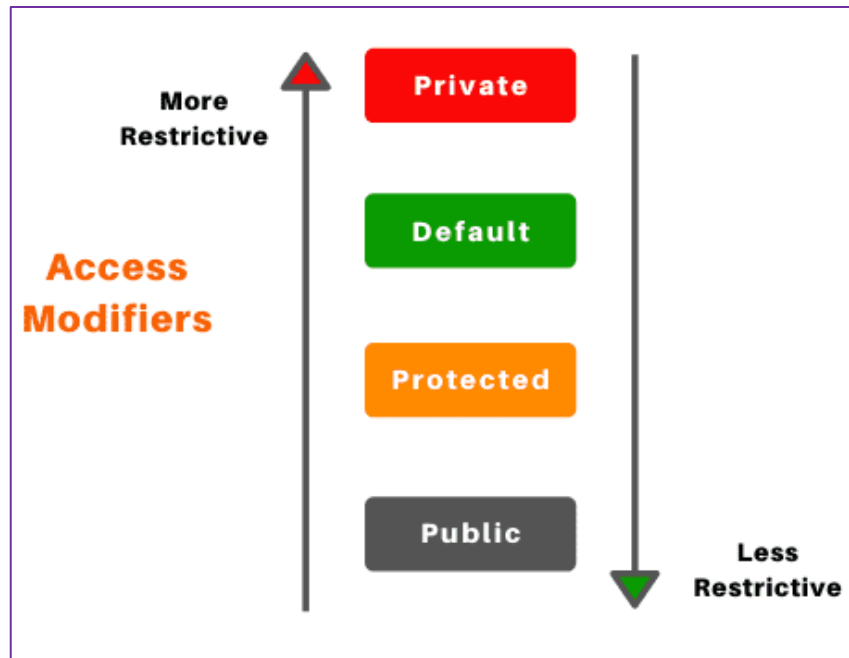 Private
More
Restrictive
Default
Access
Modifiers
Protected
Public
Less
Restrictive